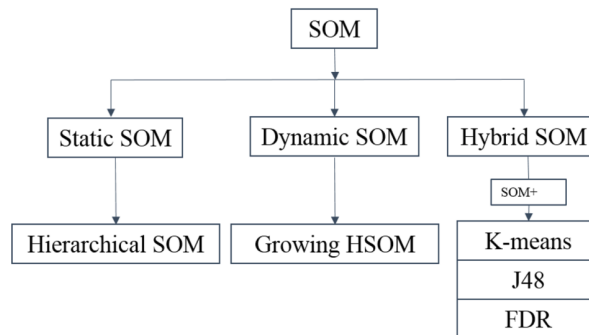 SOM
Static SOM
Dynamic SOM
Hybrid SOM
SOM+
Hierarchical SOM
Growing HSOM
K-means
J48
FDR